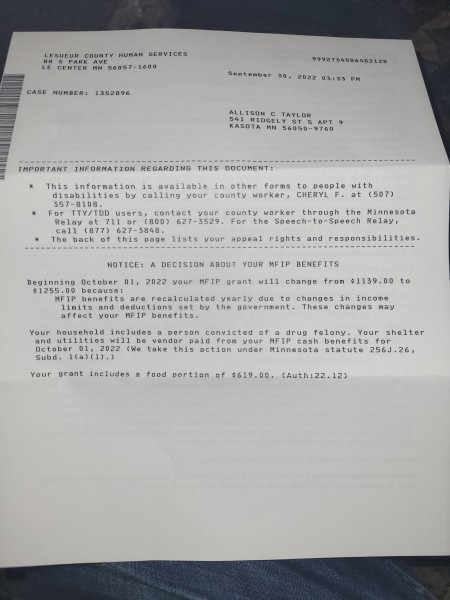 LESUEUR COUNTY HUMAN SERVICES
88 S PARK AVE
LE CENTER MN 56057-1600
9992734506452120
September 30, 2022 03:33 PM
CASE NUMBER: 1352896
ALLISON C TAYLOR
541 RIDGELY ST S APT 9
KASOTA MN 56050-9760
IMPORTANT INFORMATION REGARDING THIS DOCUMENT:
* This information is available in other forms to people with
disabilities by calling your county worker, CHERYL F. at (507)
357-8108.
* For TTY/TDD users, contact your county worker through the Minnesota
Relay at 711 or (800) 627-3529. For the Speech-to-Speech Relay,
call (877) 627-3848.
* The back of this page lists your appeal rights and responsibilities.
NOTICE: A DECISION ABOUT YOUR MFIP BENEFITS
Beginning October 01, 2022 your MFIP grant will change from $1139.00 to
$1255.00 because:
MFIP benefits are recalculated yearly due to changes in income
limits and deductions set by the government. These changes may
affect your MFIP benefits.
Your household includes a person convicted of a drug felony. Your shelter
and utilities will be vendor paid from your MFIP cash benefits for
October 01, 2022 (We take this action under Minnesota statute 256J.26,
Subd. 1(a)(1).)
Your grant includes a food portion of $619.00. (Auth:22.12)